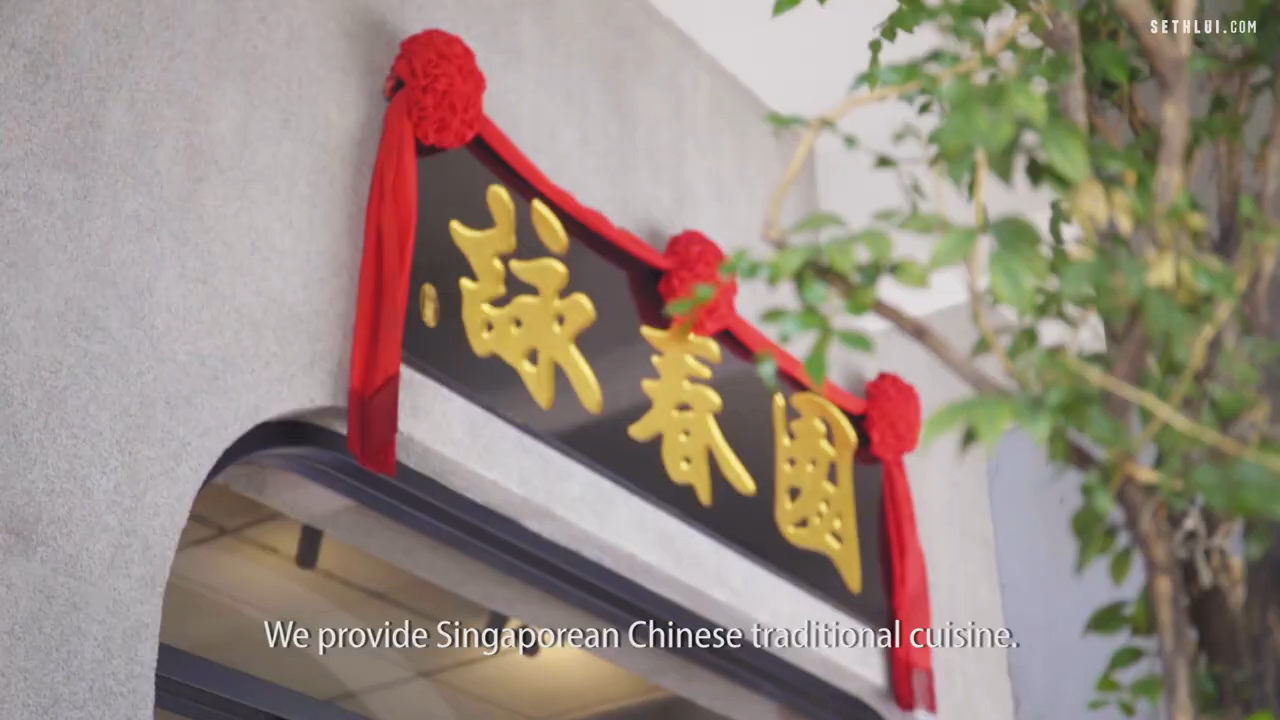 SETHLUI.COM
詠春園
We provide Singaporean Chinese traditional cuisine.